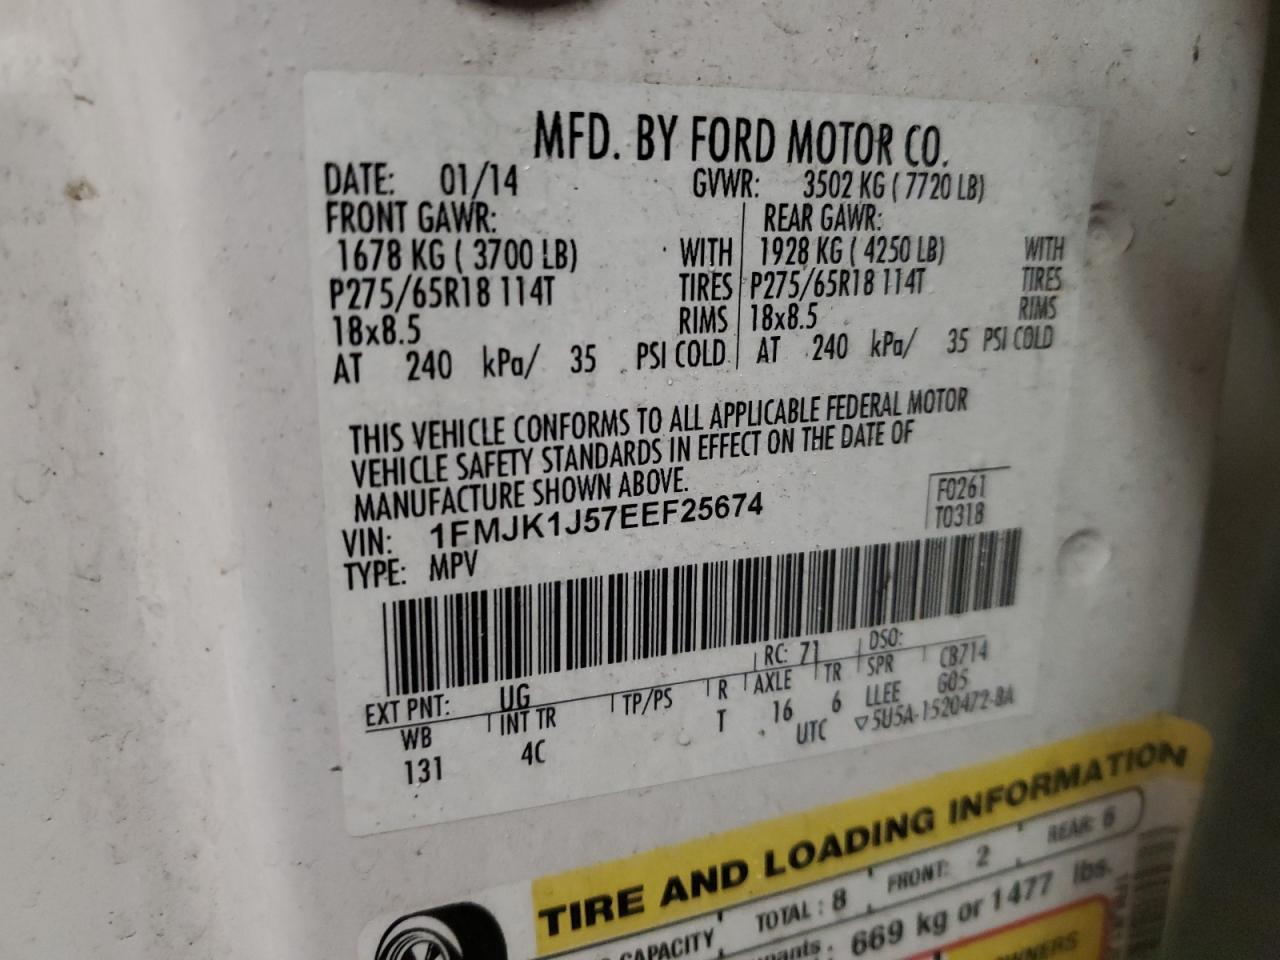 MFD. BY FORD MOTOR CO.
DATE: 01/14 GVWR: 3502 KG ( 7720 LB)
FRONT GAWR: REAR GAWR:
1678 KG ( 3700 LB) WITH 1928 KG ( 4250 LB) WITH
P275/65R18 114T TIRES P275/65R18 114T TIRES
18x8.5 RIMS 18x8.5 RIMS
AT 240 kPa/ 35 PSI COLD AT 240 kPa/ 35 PSI COLD
THIS VEHICLE CONFORMS TO ALL APPLICABLE FEDERAL MOTOR
VEHICLE SAFETY STANDARDS IN EFFECT ON THE DATE OF
MANUFACTURE SHOWN ABOVE.
VIN: 1FMJK1J57EEF25674 F0261
TYPE: MPV T0318
EXT PNT: UG RC: 71 DSO:
WB INT TR TP/PS R AXLE TR SPR CB714
131 4C T 16 6 LLEE G05
UTC ▽5U5A-1520472-BA
TIRE AND LOADING INFORMATION
CAPACITY TOTAL : 8 FRONT: 2 REAR: 6
669 kg or 1477 lbs.